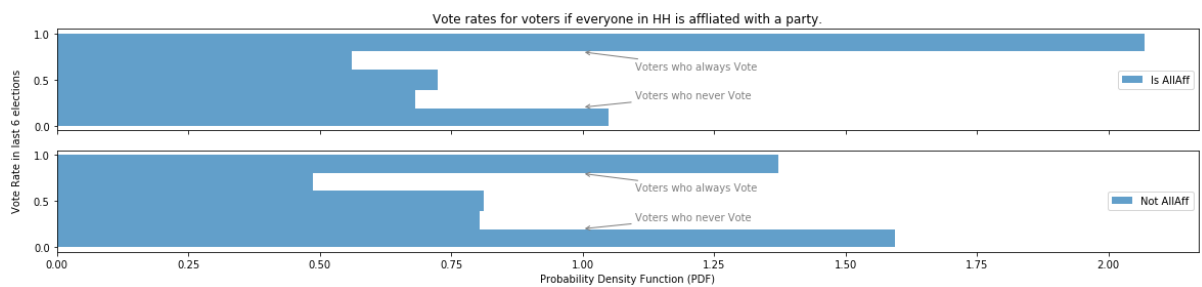 Vote rates for voters if everyone in HH is affliated with a party.
Vote Rate in last 6 elections
1.0
Voters who always Vote
0.5
Is AllAff
Voters who never Vote
0.0
1.0
Voters who always Vote
0.5
Not AllAff
Voters who never Vote
0.0
0.00 0.25 0.50 0.75 1.00 1.25 1.50 1.75 2.00
Probability Density Function (PDF)